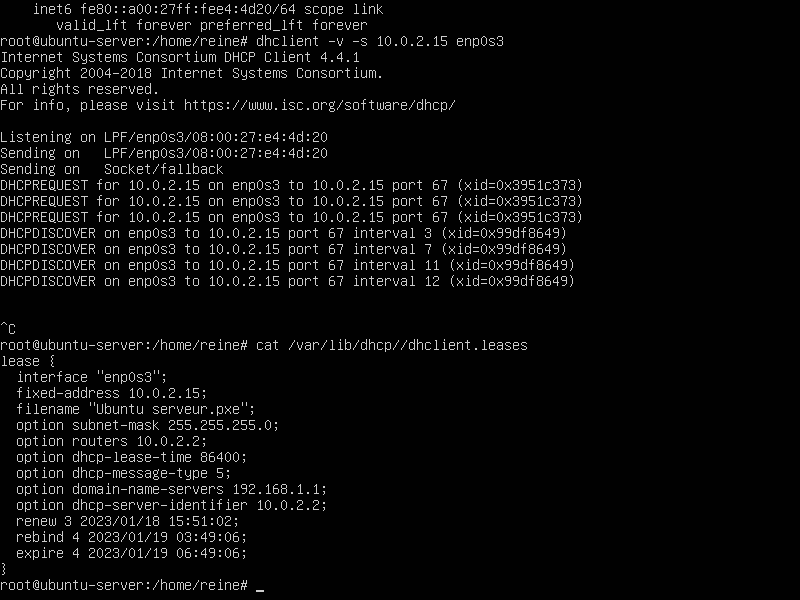 inet6 fe80::a00:27ff:fee4:4d20/64 scope link
valid_lft forever preferred_lft forever
root@ubuntu-server:/home/reine# dhclient -v -s 10.0.2.15 enp0s3
Internet Systems Consortium DHCP Client 4.4.1
Copyright 2004-2018 Internet Systems Consortium.
All rights reserved.
For info, please visit https://www.isc.org/software/dhcp/
Listening on LPF/enp0s3/08:00:27:e4:4d:20
Sending on   LPF/enp0s3/08:00:27:e4:4d:20
Sending on   Socket/fallback
DHCPREQUEST for 10.0.2.15 on enp0s3 to 10.0.2.15 port 67 (xid=0x3951c373)
DHCPREQUEST for 10.0.2.15 on enp0s3 to 10.0.2.15 port 67 (xid=0x3951c373)
DHCPREQUEST for 10.0.2.15 on enp0s3 to 10.0.2.15 port 67 (xid=0x3951c373)
DHCPDISCOVER on enp0s3 to 10.0.2.15 port 67 interval 3 (xid=0x99df8649)
DHCPDISCOVER on enp0s3 to 10.0.2.15 port 67 interval 7 (xid=0x99df8649)
DHCPDISCOVER on enp0s3 to 10.0.2.15 port 67 interval 11 (xid=0x99df8649)
DHCPDISCOVER on enp0s3 to 10.0.2.15 port 67 interval 12 (xid=0x99df8649)
^C
root@ubuntu-server:/home/reine# cat /var/lib/dhcp//dhclient.leases
lease {
  interface "enp0s3";
  fixed-address 10.0.2.15;
  filename "Ubuntu serveur.pxe";
  option subnet-mask 255.255.255.0;
  option routers 10.0.2.2;
  option dhcp-lease-time 86400;
  option dhcp-message-type 5;
  option domain-name-servers 192.168.1.1;
  option dhcp-server-identifier 10.0.2.2;
  renew 3 2023/01/18 15:51:02;
  rebind 4 2023/01/19 03:49:06;
  expire 4 2023/01/19 06:49:06;
}
root@ubuntu-server:/home/reine# _